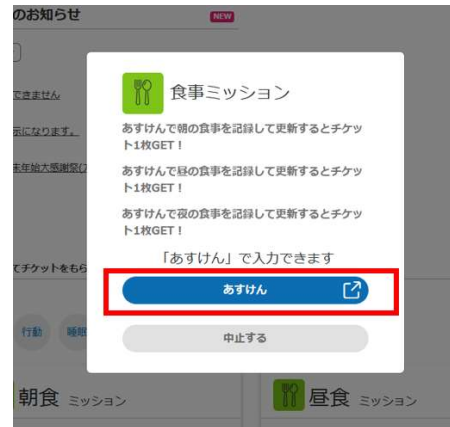 のお知らせ
NEW
できません
示になります。
末年始大感謝祭(
食事ミッション
あすけんで朝の食事を記録して更新するとチケッ
ト1枚GET!
あすけんで昼の食事を記録して更新するとチケッ
ト1枚GET!
あすけんで夜の食事を記録して更新するとチケッ
ト1枚GET!
「あすけん」で入力できます
あすけん
中止する
てチケットをもら
行動
睡眠
朝食 ミッション
昼食 ミッション